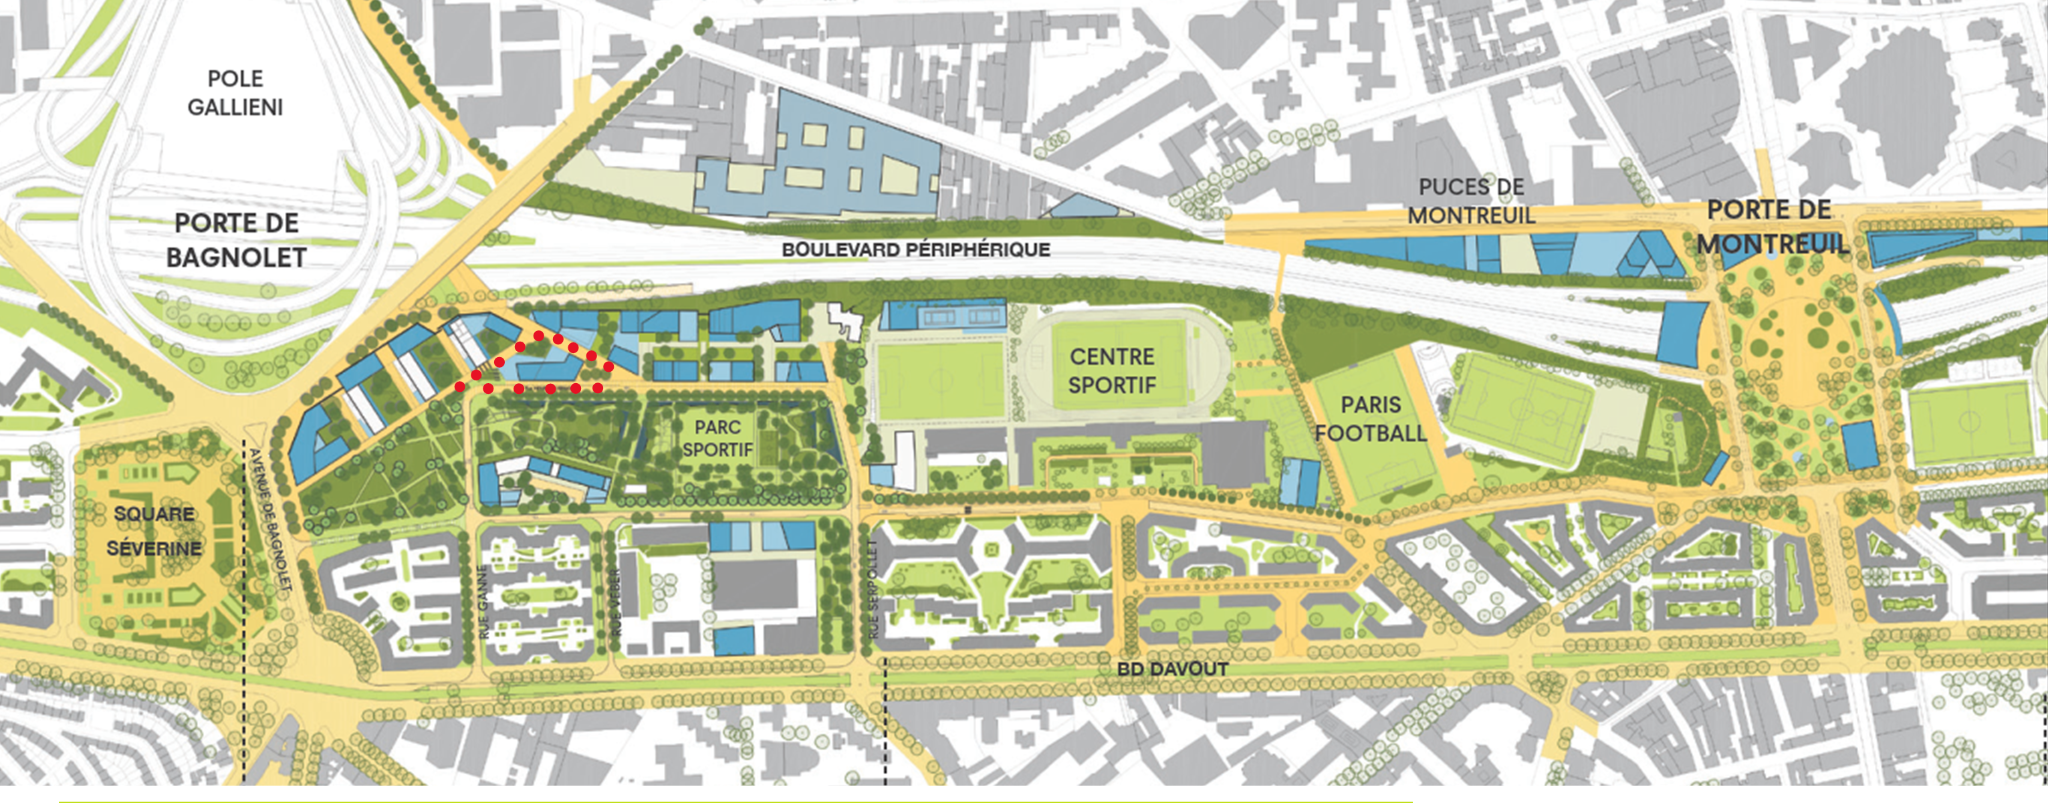 POLE
GALLIENI
PORTE DE
BAGNOLET
BOULEVARD PÉRIPHÉRIQUE
PUCES DE
MONTREUIL
PORTE DE
MONTREUIL
CENTRE
SPORTIF
PARIS
FOOTBALL
PARC
SPORTIF
SQUARE
SÉVERINE
AVENUE DE BAGNOLET
RUE GANNE
RUE VEBER
RUE SERPOLLET
BD DAVOUT